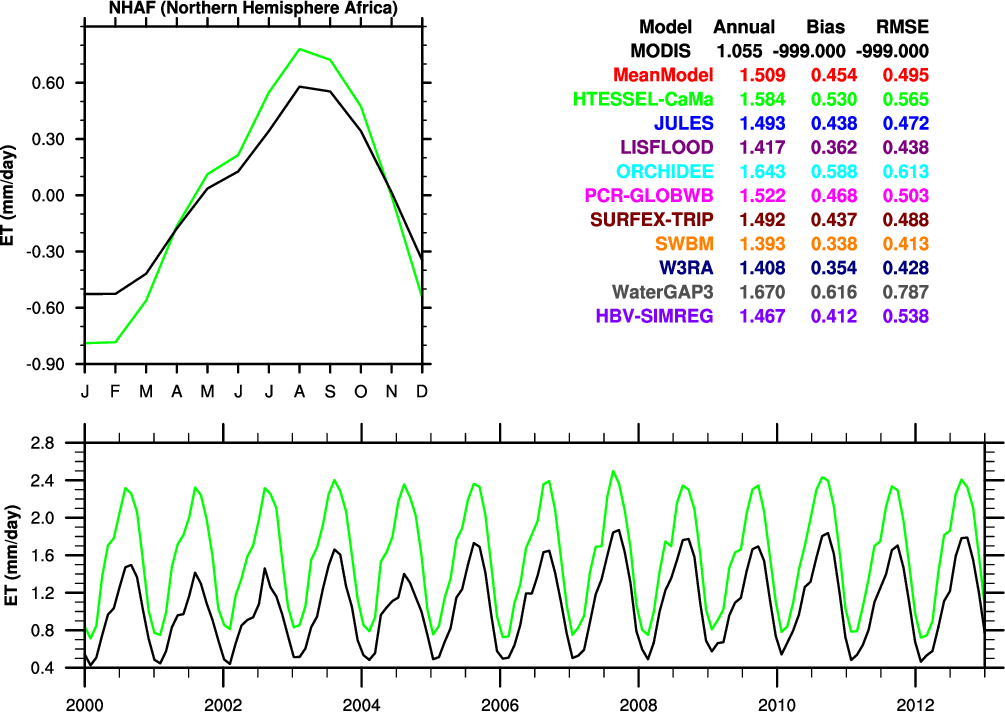 NHAF (Northern Hemisphere Africa)
ET (mm/day)
0.60
0.30
0.00
-0.30
-0.60
-0.90
J F M A M J J A S O N D
Model Annual Bias RMSE
MODIS 1.055 -999.000 -999.000
MeanModel 1.509 0.454 0.495
HTESSEL-CaMa 1.584 0.530 0.565
JULES 1.493 0.438 0.472
LISFLOOD 1.417 0.362 0.438
ORCHIDEE 1.643 0.588 0.613
PCR-GLOBWB 1.522 0.468 0.503
SURFEX-TRIP 1.492 0.437 0.488
SWBM 1.393 0.338 0.413
W3RA 1.408 0.354 0.428
WaterGAP3 1.670 0.616 0.787
HBV-SIMREG 1.467 0.412 0.538
ET (mm/day)
2.8
2.4
2.0
1.6
1.2
0.8
0.4
2000 2002 2004 2006 2008 2010 2012